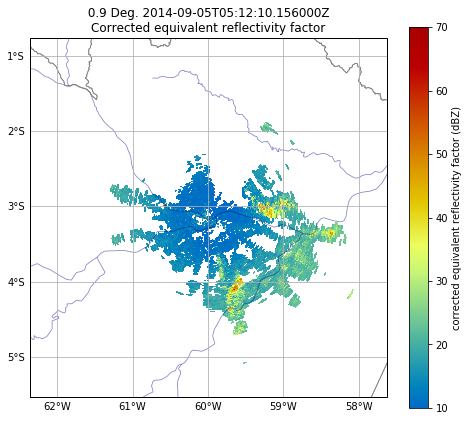 0.9 Deg. 2014-09-05T05:12:10.156000Z
Corrected equivalent reflectivity factor
1°S
2°S
3°S
4°S
5°S
62°W
61°W
60°W
59°W
58°W
70
60
50
40
30
20
10
corrected equivalent reflectivity factor (dBZ)